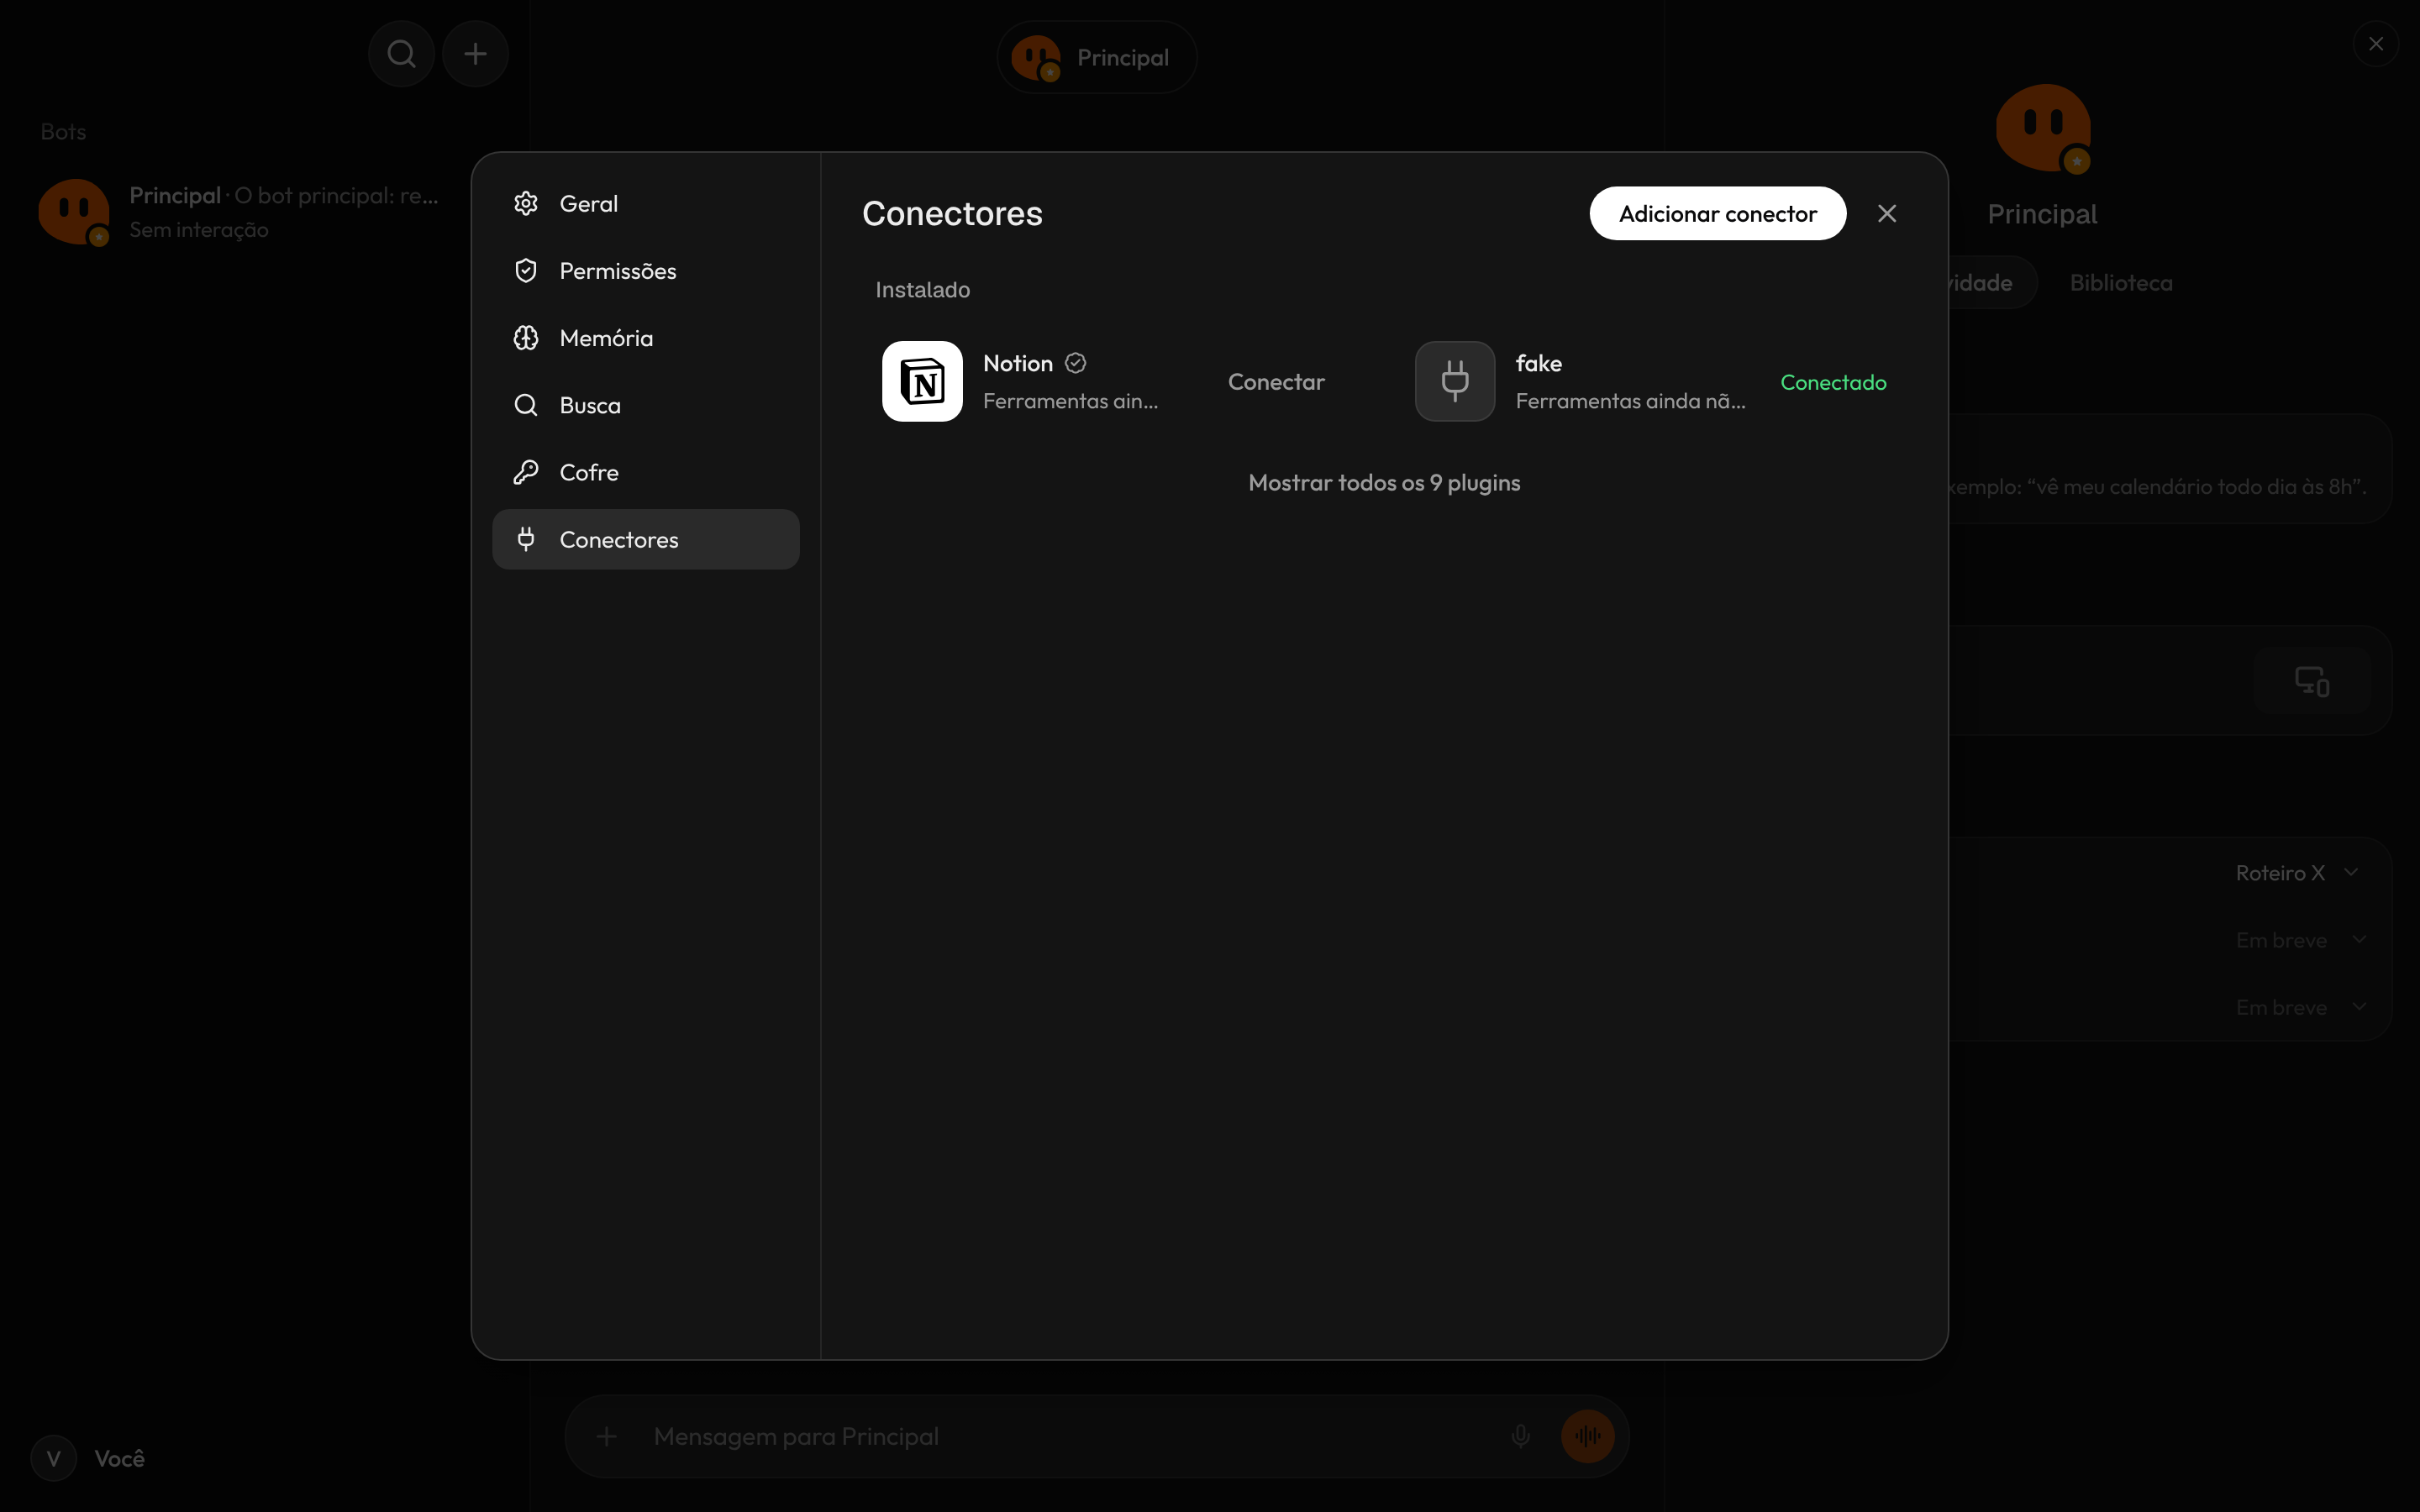 Principal
Bots
Principal · O bot principal: re...
Sem interação
Geral
Permissões
Memória
Busca
Cofre
Conectores
Conectores
Adicionar conector
Instalado
Notion
Ferramentas ain...
Conectar
fake
Ferramentas ainda nã...
Conectado
Mostrar todos os 9 plugins
Principal
vidade
Biblioteca
xemplo: “vê meu calendário todo dia às 8h”.
Roteiro X
Em breve
Em breve
Mensagem para Principal
V
Você